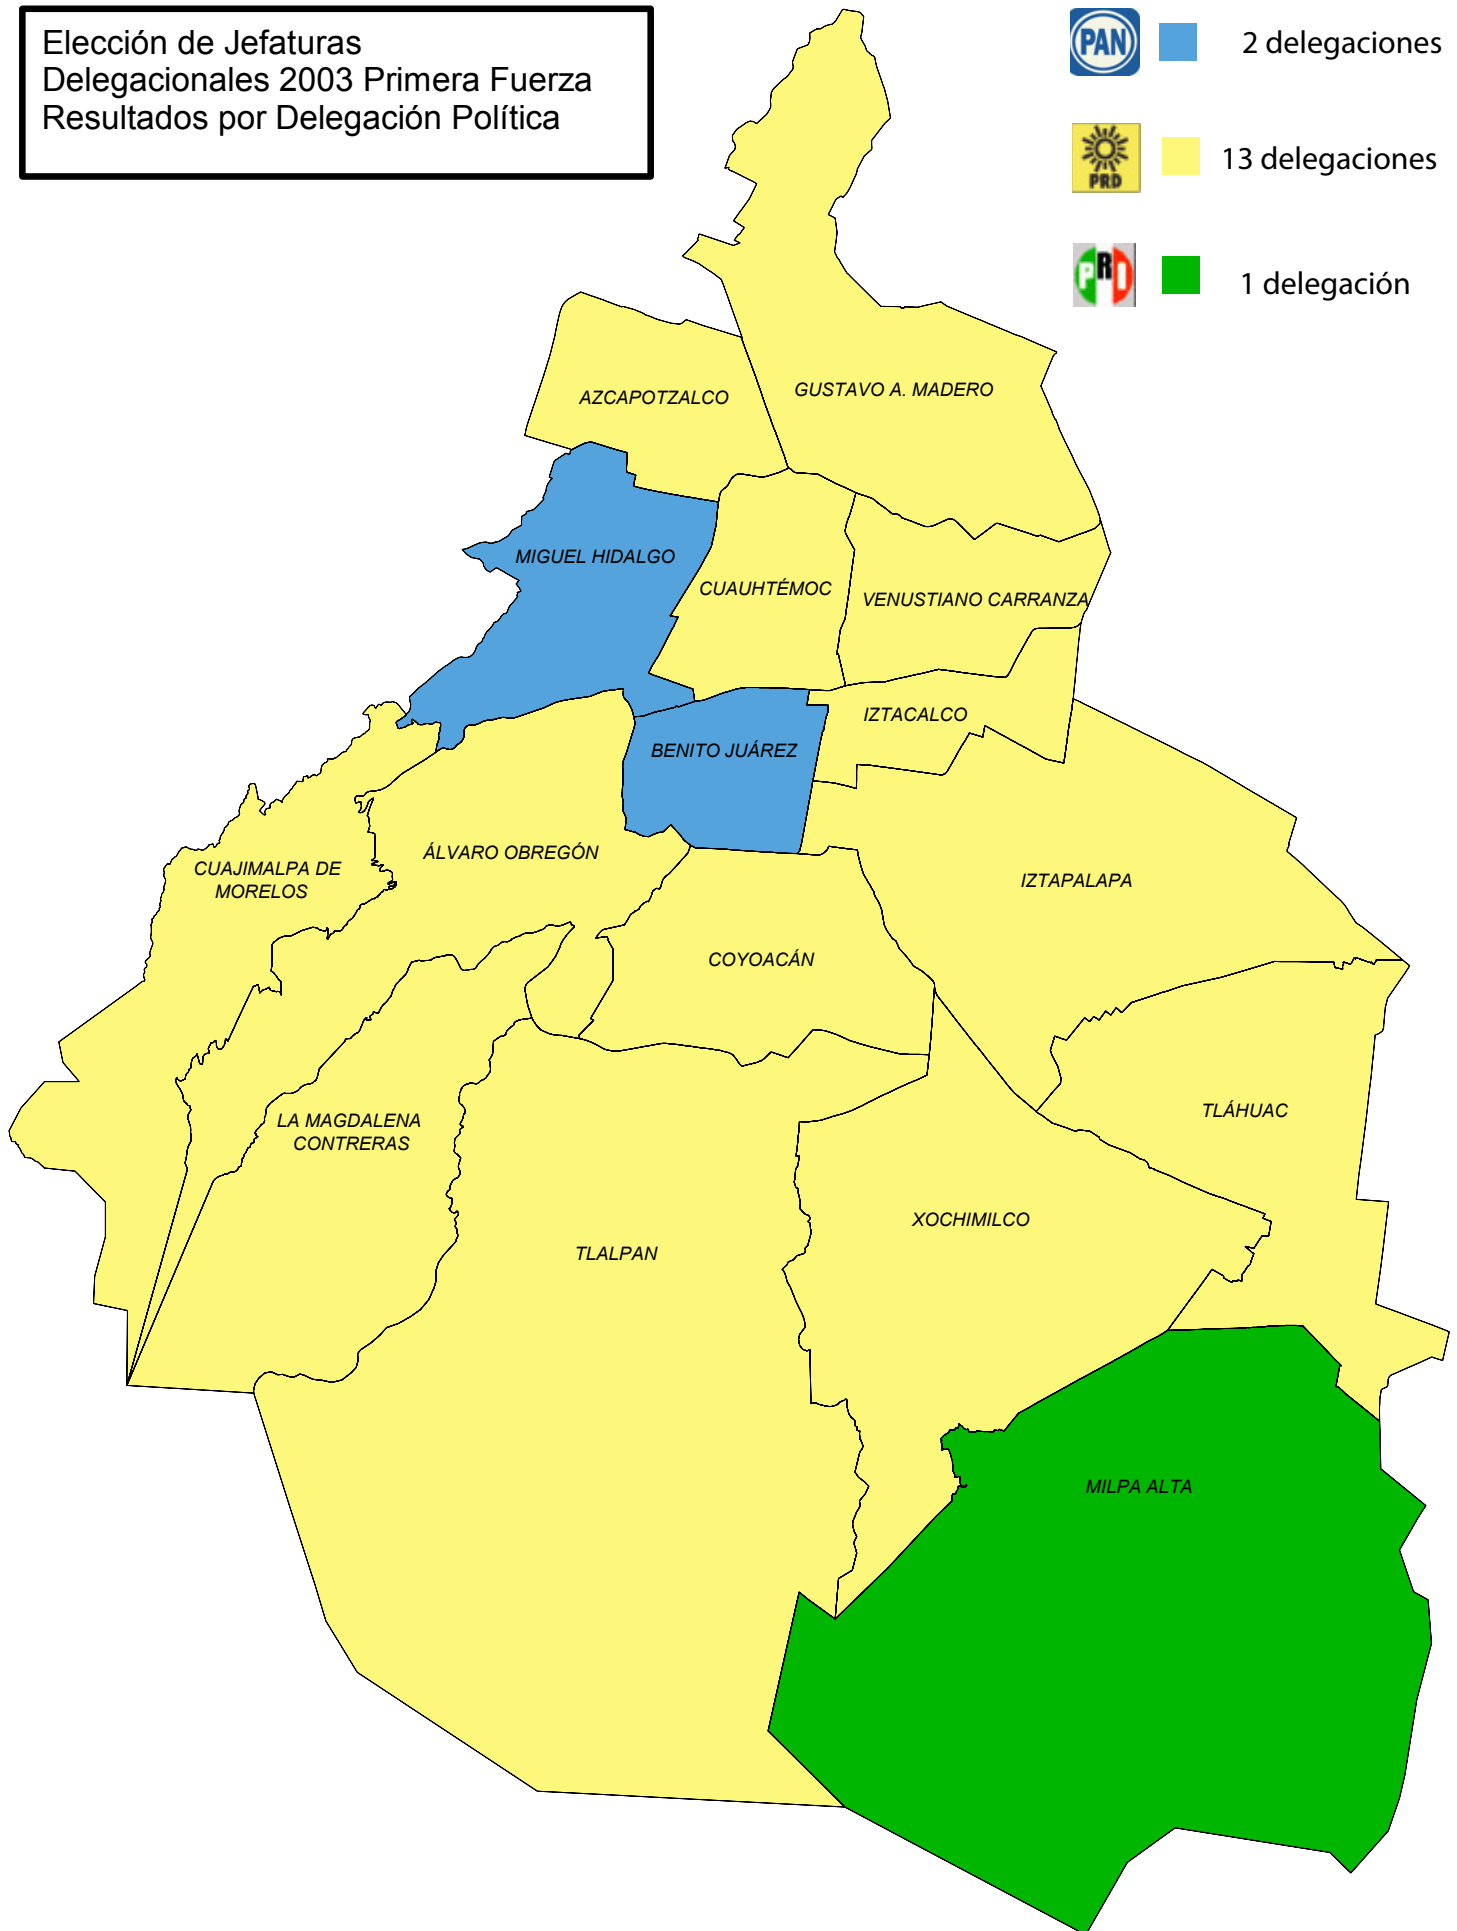 Elección de Jefaturas
Delegacionales 2003 Primera Fuerza
Resultados por Delegación Política
PAN
2 delegaciones
PRD
13 delegaciones
PRI
1 delegación
AZCAPOTZALCO
GUSTAVO A. MADERO
MIGUEL HIDALGO
CUAUHTÉMOC
VENUSTIANO CARRANZA
IZTACALCO
BENITO JUÁREZ
ÁLVARO OBREGÓN
CUAJIMALPA DE
MORELOS
IZTAPALAPA
COYOACÁN
TLÁHUAC
LA MAGDALENA
CONTRERAS
XOCHIMILCO
TLALPAN
MILPA ALTA